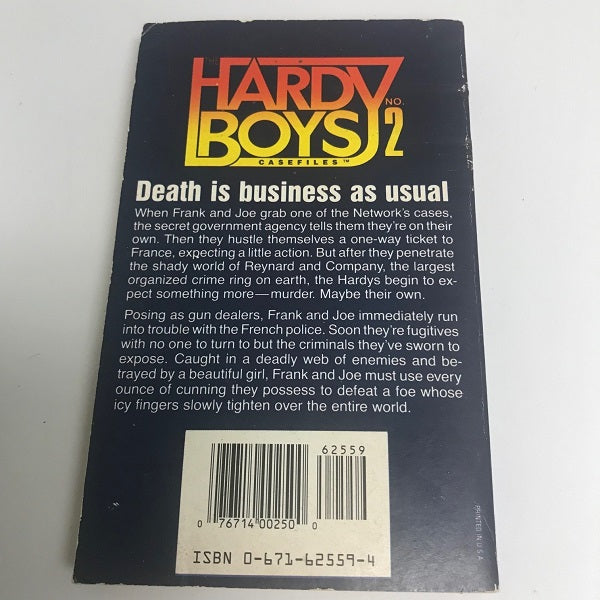 HARDY
BOYS
NO. 2
CASEFILES™
Death is business as usual
When Frank and Joe grab one of the Network's cases,
the secret government agency tells them they're on their
own. Then they hustle themselves a one-way ticket to
France, expecting a little action. But after they penetrate
the shady world of Reynard and Company, the largest
organized crime ring on earth, the Hardys begin to ex-
pect something more—murder. Maybe their own.
Posing as gun dealers, Frank and Joe immediately run
into trouble with the French police. Soon they're fugitives
with no one to turn to but the criminals they've sworn to
expose. Caught in a deadly web of enemies and be-
trayed by a beautiful girl, Frank and Joe must use every
ounce of cunning they possess to defeat a foe whose
icy fingers slowly tighten over the entire world.
62559
0 76714 00250 0
ISBN 0-671-62559-4
PRINTED IN U.S.A.